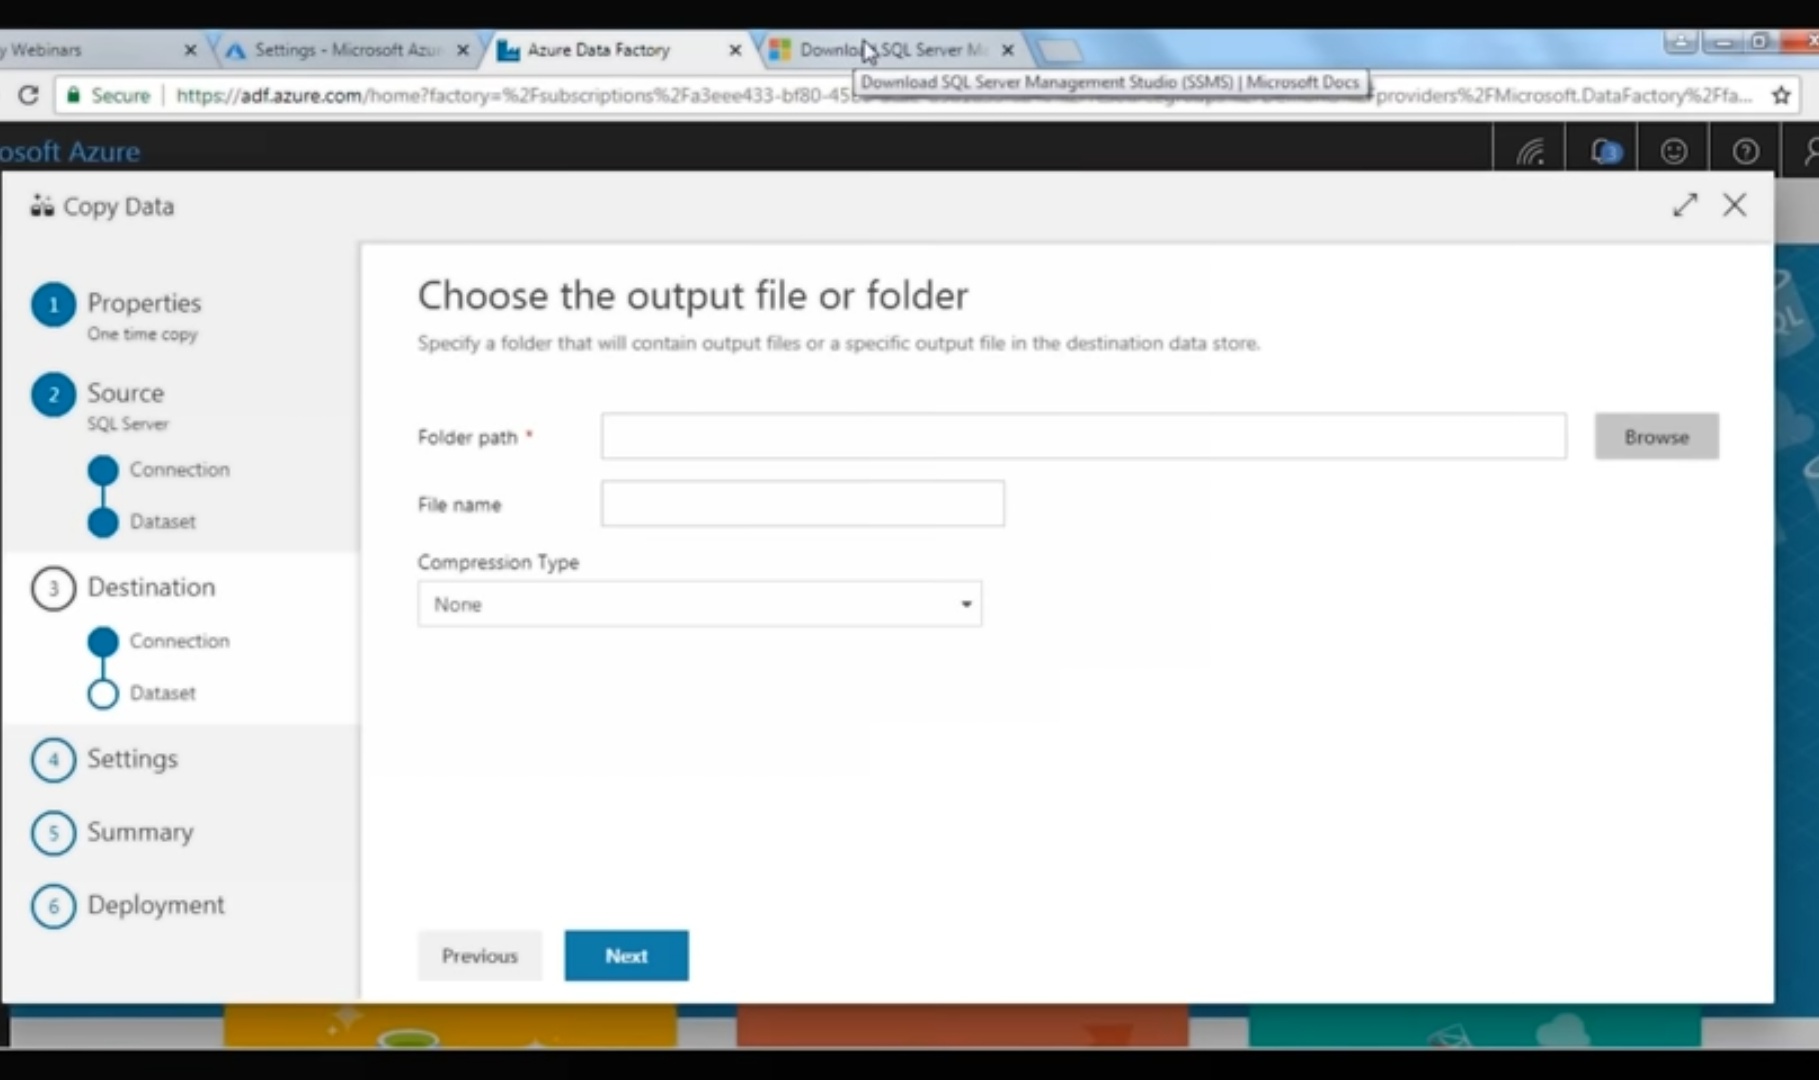 y Webinars
Settings - Microsoft Azur
Azure Data Factory
Download SQL Server M
Download SQL Server Management Studio (SSMS) | Microsoft Docs
Secure
https://adf.azure.com/home?factory=%2Fsubscriptions%2Fa3eee433-bf80-45
providers%2FMicrosoft.DataFactory%2Ffa...
osoft Azure
3
Copy Data
1 Properties
One time copy
2 Source
SQL Server
Connection
Dataset
3 Destination
Connection
Dataset
4 Settings
5 Summary
6 Deployment
Choose the output file or folder
Specify a folder that will contain output files or a specific output file in the destination data store.
Folder path *
Browse
File name
Compression Type
None
Previous
Next